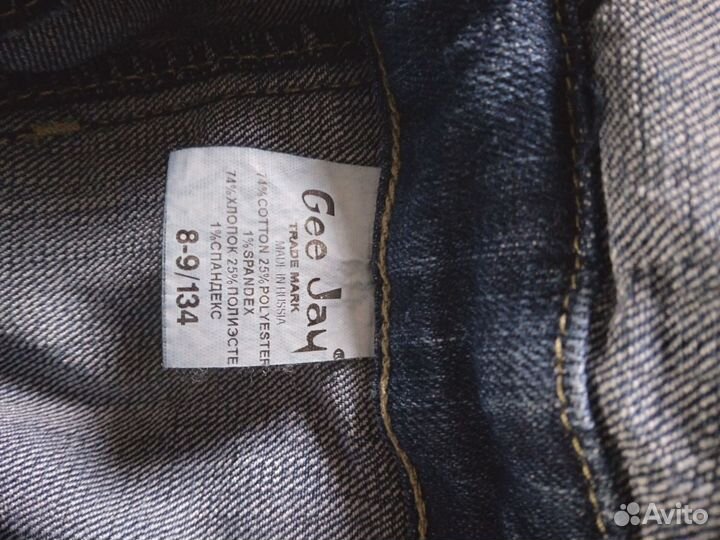 Gee Jay®
TRADE MARK
MADE IN RUSSIA
74%COTTON 25%POLYESTER
1%SPANDEX
74%ХЛОПОК 25%ПОЛИЭСТЕ
1%СПАНДЕКС
8-9/134
Avito